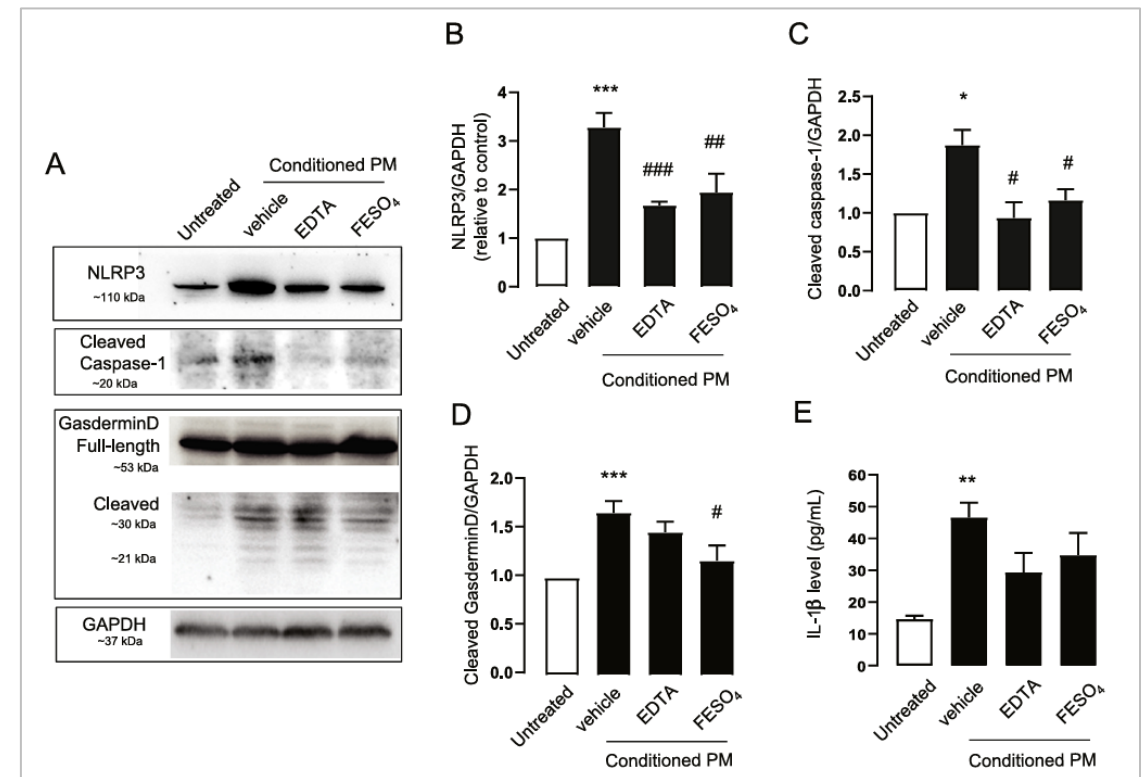 A
Conditioned PM
Untreated
vehicle
EDTA
FESO₄
NLRP3
~110 kDa
Cleaved
Caspase-1
~20 kDa
GasderminD
Full-length
~53 kDa
Cleaved
~30 kDa
~21 kDa
GAPDH
~37 kDa
B
NLRP3/GAPDH
(relative to control)
4
3
2
1
0
***
###
##
Untreated
vehicle
EDTA
FESO₄
Conditioned PM
C
Cleaved caspase-1/GAPDH
2.5
2.0
1.5
1.0
0.5
0.0
*
#
#
Untreated
vehicle
EDTA
FESO₄
Conditioned PM
D
Cleaved GasderminD/GAPDH
2.0
1.5
1.0
0.5
0.0
***
#
Untreated
vehicle
EDTA
FESO₄
Conditioned PM
E
IL-1β level (pg/mL)
60
50
40
30
20
10
0
**
Untreated
vehicle
EDTA
FESO₄
Conditioned PM